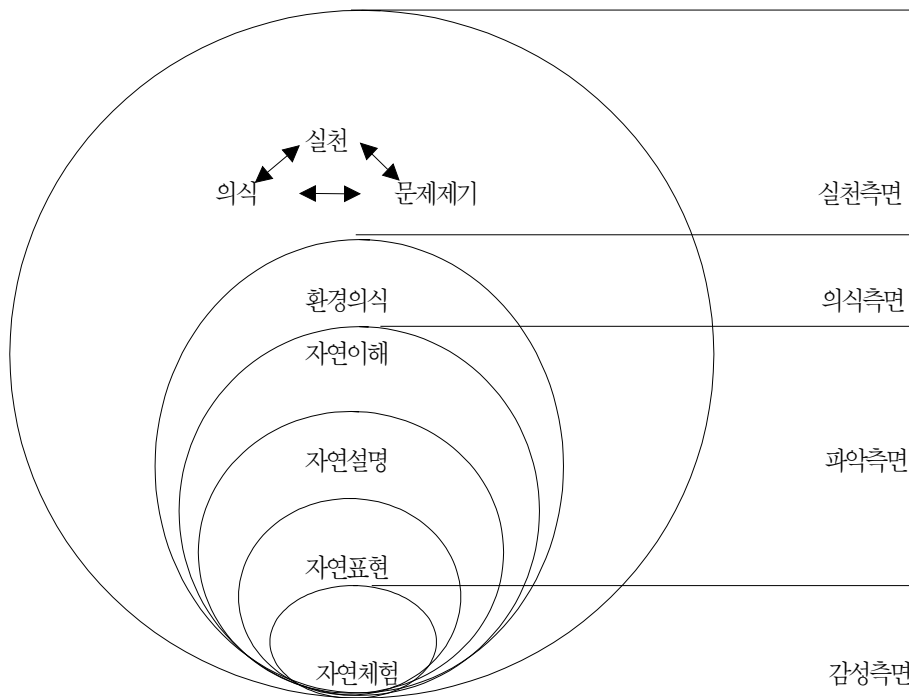 실천
의식 문제제기 실천측면
환경의식 의식측면
자연이해
자연설명 파악측면
자연표현
자연체험 감성측면